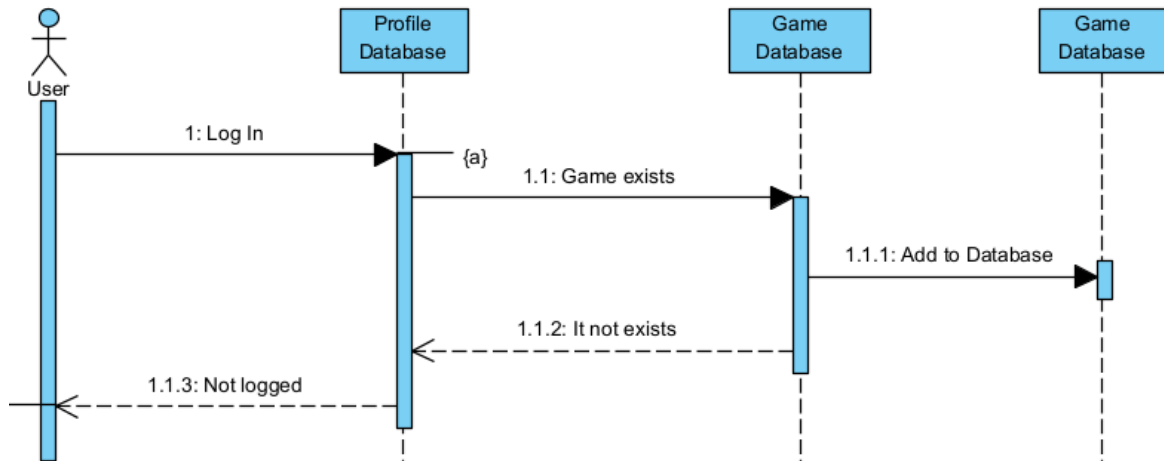 Profile
Database
Game
Database
Game
Database
User
1: Log In
{a}
1.1: Game exists
1.1.1: Add to Database
1.1.2: It not exists
1.1.3: Not logged